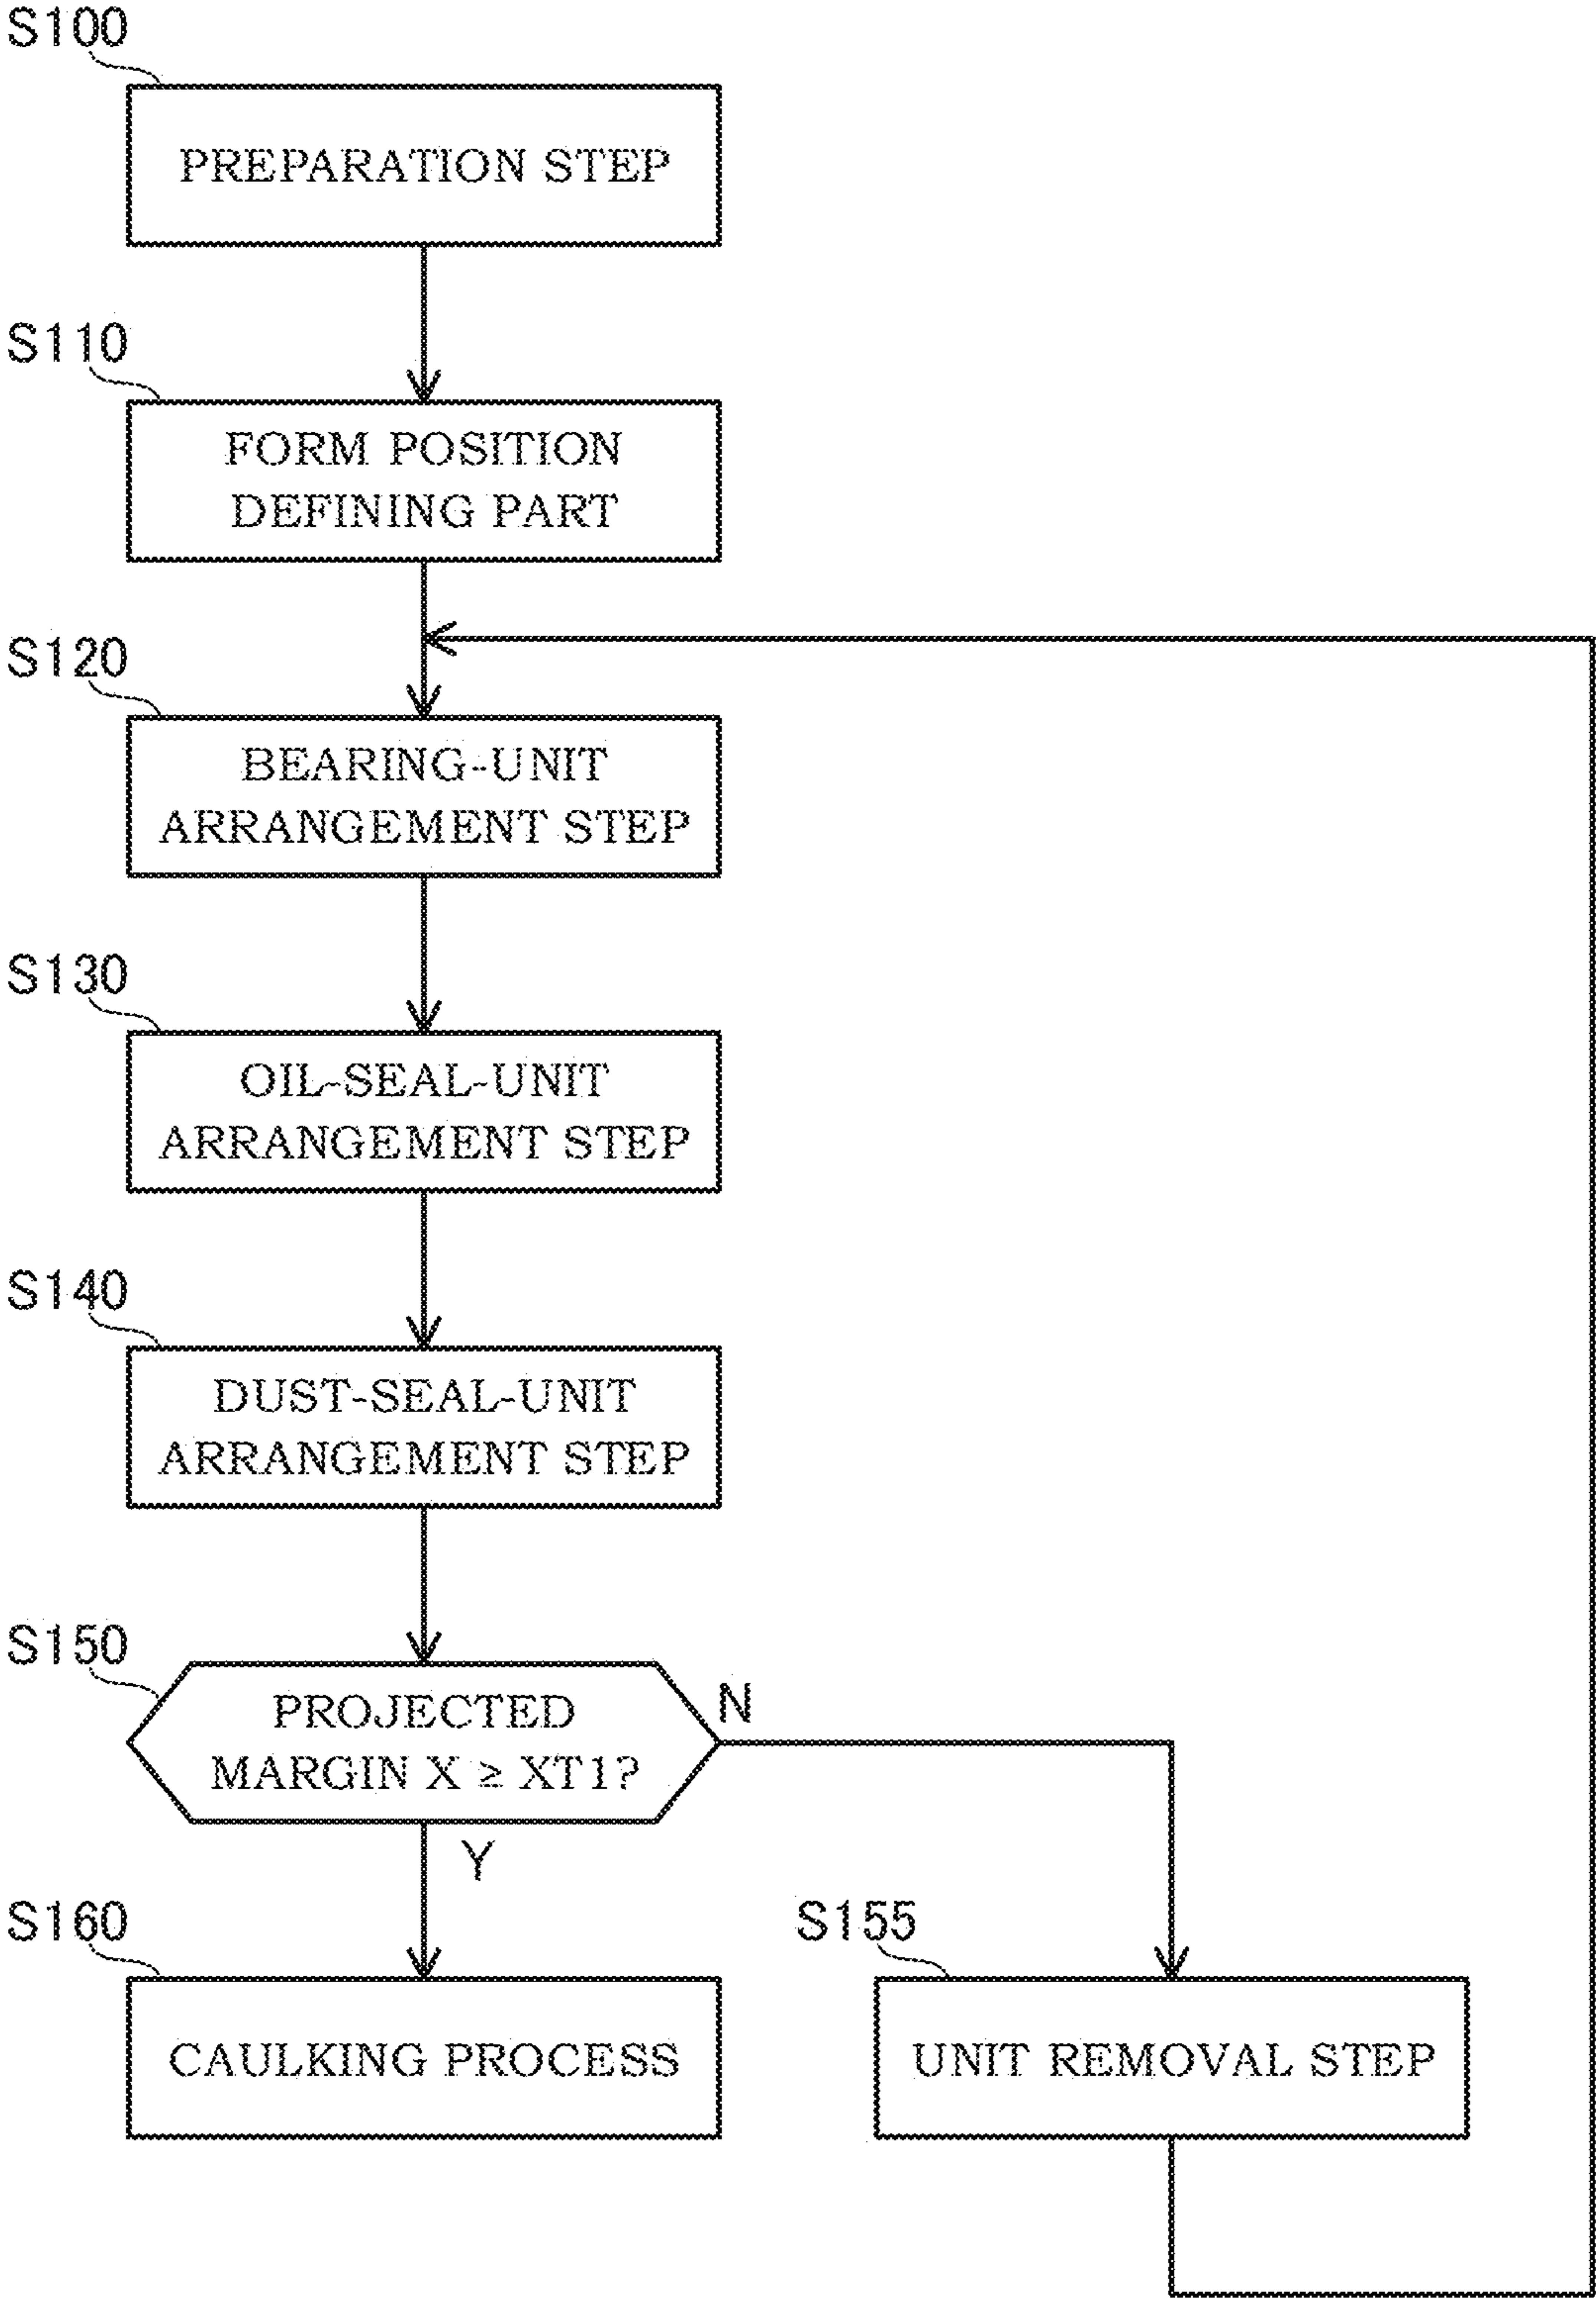 S100
PREPARATION STEP
S110
FORM POSITION
DEFINING PART
S120
BEARING-UNIT
ARRANGEMENT STEP
S130
OIL-SEAL-UNIT
ARRANGEMENT STEP
S140
DUST-SEAL-UNIT
ARRANGEMENT STEP
S150
PROJECTED
MARGIN X ≥ XT1?
N
Y
S160
CAULKING PROCESS
S155
UNIT REMOVAL STEP